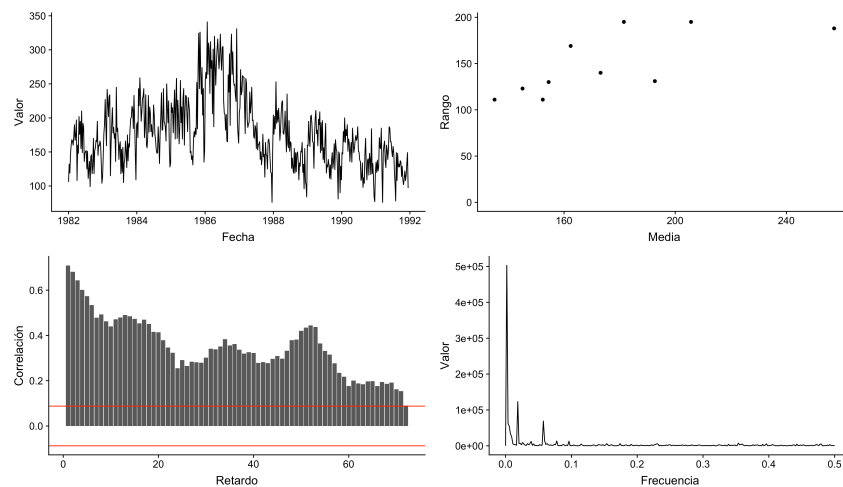 350
300
250
200
150
100
Valor
1982
1984
1986
1988
1990
1992
Fecha
200
150
100
50
0
Rango
160
200
240
Media
0.6
0.4
0.2
0.0
Correlación
0
20
40
60
Retardo
5e+05
4e+05
3e+05
2e+05
1e+05
0e+00
Valor
0.0
0.1
0.2
0.3
0.4
0.5
Frecuencia